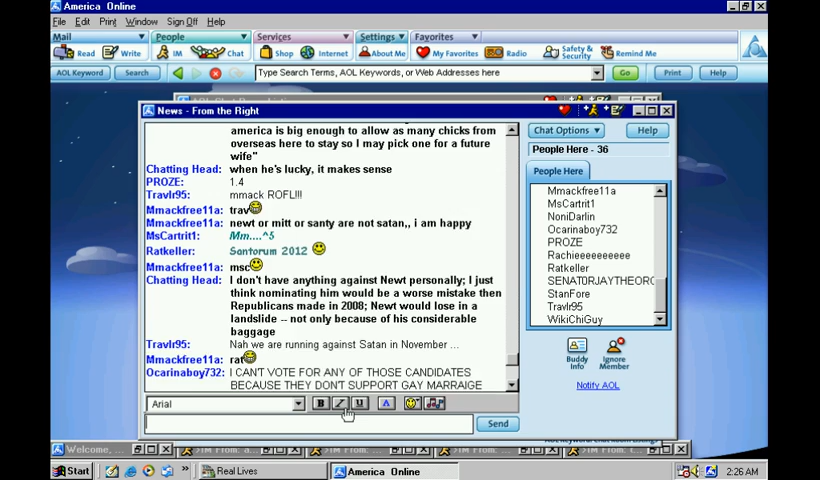 America Online
File Edit Print Window Sign Off Help
Mail People Services Settings Favorites
Read Write IM Chat Shop Internet About Me My Favorites Radio Safety & Security Remind Me
AOL Keyword Search Type Search Terms, AOL Keywords, or Web Addresses here Go Print Help
News - From the Right
america is big enough to allow as many chicks from
overseas here to stay so I may pick one for a future
wife"
Chatting Head: when he's lucky, it makes sense
PROZE: 1.4
Travlr95: mmack ROFL!!!
Mmackfree11a: trav
Mmackfree11a: newt or mitt or santy are not satan,, i am happy
MsCartrit1: Mm....^5
Ratkeller: Santorum 2012
Mmackfree11a: msc
Chatting Head: I don't have anything against Newt personally; I just
think nominating him would be a worse mistake then
Republicans made in 2008; Newt would lose in a
landslide -- not only because of his considerable
baggage
Travlr95: Nah we are running against Satan in November ...
Mmackfree11a: rat
Ocarinaboy732: I CAN'T VOTE FOR ANY OF THOSE CANDIDATES
BECAUSE THEY DON'T SUPPORT GAY MARRAIGE
Arial B I U A
Send
Chat Options Help
People Here - 36
People Here
Mmackfree11a
MsCartrit1
NoniDarlin
Ocarinaboy732
PROZE
Rachieeeeeeeeee
Ratkeller
SENAT0RJAYTHEORC
StanFore
Travlr95
WikiChiGuy
Buddy Info Ignore Member
Notify AOL
Welcome, ...
Start Real Lives America Online 2:26 AM